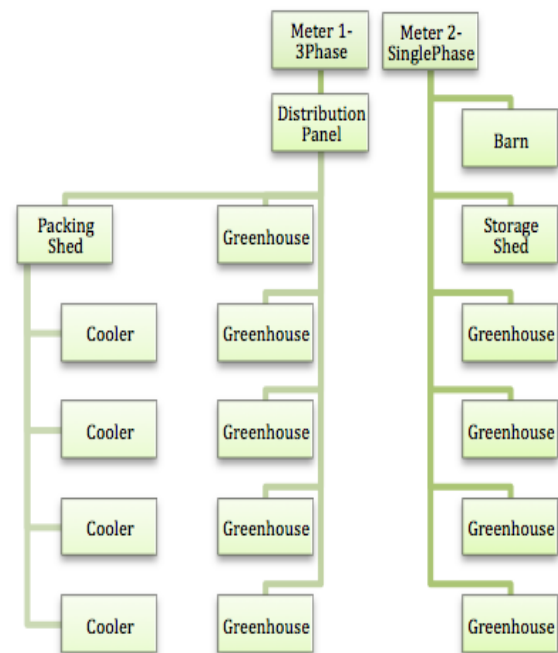 Meter 1-
3Phase
Meter 2-
SinglePhase
Distribution
Panel
Barn
Packing
Shed
Greenhouse
Storage
Shed
Cooler
Greenhouse
Greenhouse
Cooler
Greenhouse
Greenhouse
Cooler
Greenhouse
Greenhouse
Cooler
Greenhouse
Greenhouse